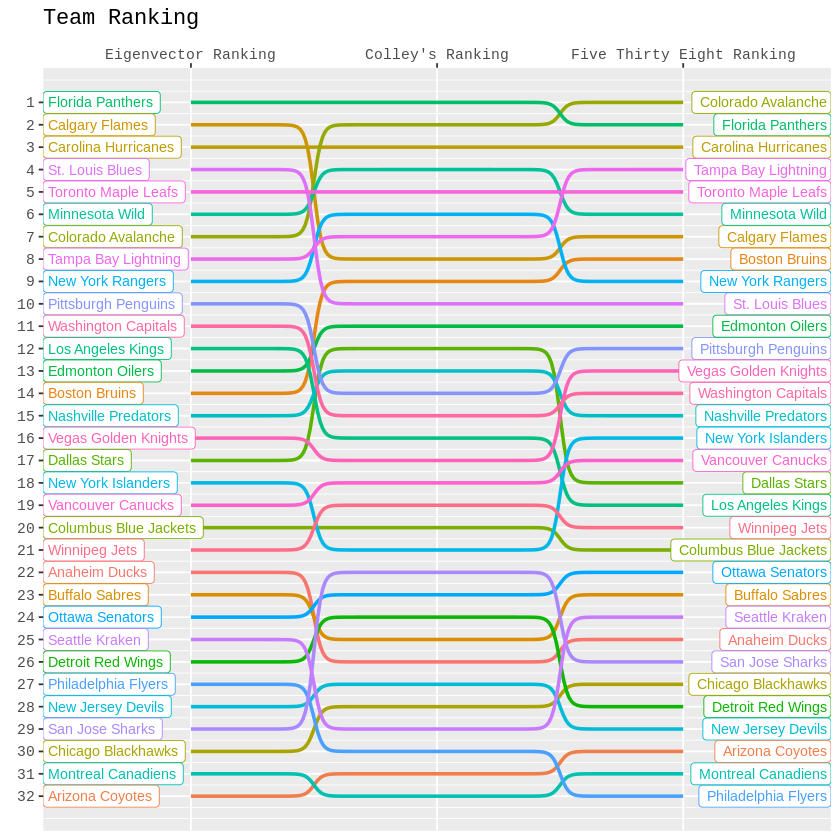 Team Ranking
Eigenvector Ranking Colley's Ranking Five Thirty Eight Ranking
1 Florida Panthers Colorado Avalanche
2 Calgary Flames Florida Panthers
3 Carolina Hurricanes Carolina Hurricanes
4 St. Louis Blues Tampa Bay Lightning
5 Toronto Maple Leafs Toronto Maple Leafs
6 Minnesota Wild Minnesota Wild
7 Colorado Avalanche Calgary Flames
8 Tampa Bay Lightning Boston Bruins
9 New York Rangers New York Rangers
10 Pittsburgh Penguins St. Louis Blues
11 Washington Capitals Edmonton Oilers
12 Los Angeles Kings Pittsburgh Penguins
13 Edmonton Oilers Vegas Golden Knights
14 Boston Bruins Washington Capitals
15 Nashville Predators Nashville Predators
16 Vegas Golden Knights New York Islanders
17 Dallas Stars Vancouver Canucks
18 New York Islanders Dallas Stars
19 Vancouver Canucks Los Angeles Kings
20 Columbus Blue Jackets Winnipeg Jets
21 Winnipeg Jets Columbus Blue Jackets
22 Anaheim Ducks Ottawa Senators
23 Buffalo Sabres Buffalo Sabres
24 Ottawa Senators Seattle Kraken
25 Seattle Kraken Anaheim Ducks
26 Detroit Red Wings San Jose Sharks
27 Philadelphia Flyers Chicago Blackhawks
28 New Jersey Devils Detroit Red Wings
29 San Jose Sharks New Jersey Devils
30 Chicago Blackhawks Arizona Coyotes
31 Montreal Canadiens Montreal Canadiens
32 Arizona Coyotes Philadelphia Flyers